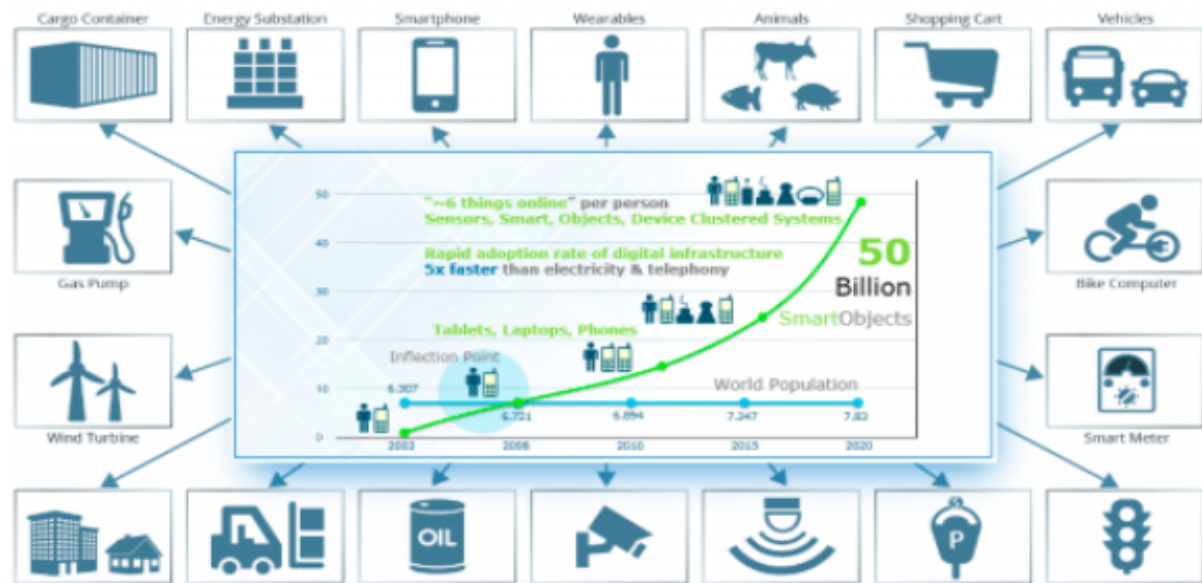 Cargo Container
Energy Substation
Smartphone
Wearables
Animals
Shopping Cart
Vehicles
Gas Pump
Wind Turbine
Bike Computer
Smart Meter
50
40
30
20
10
0
"~6 things online" per person
Sensors, Smart, Objects, Device Clustered Systems
Rapid adoption rate of digital infrastructure
5x faster than electricity & telephony
50
Billion
SmartObjects
Tablets, Laptops, Phones
Inflection Point
World Population
6.307
6.721
6.894
7.247
7.83
2003
2008
2010
2015
2020
OIL
P